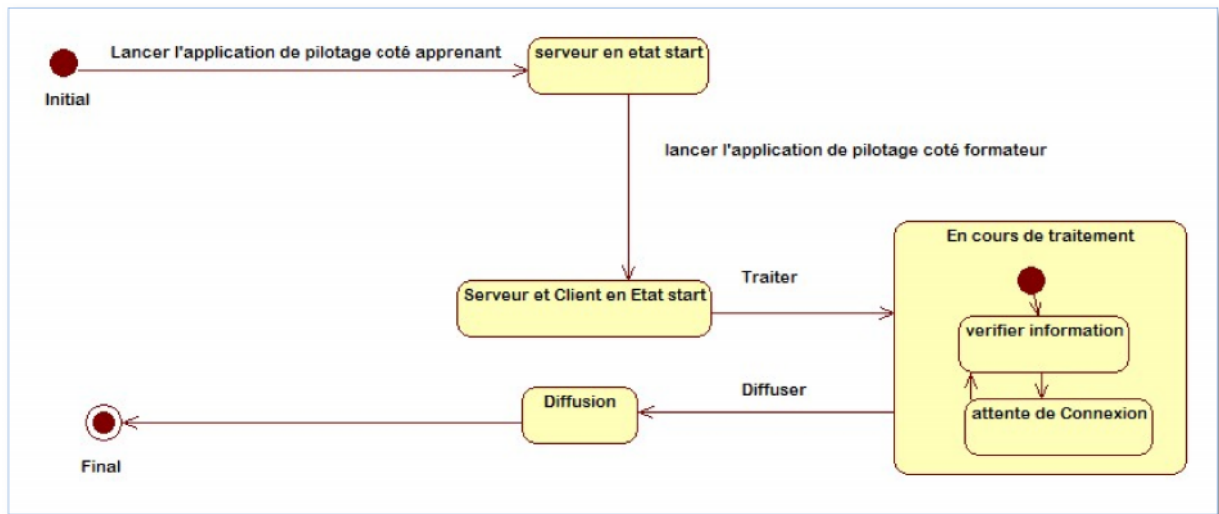 Lancer l'application de pilotage coté apprenant
serveur en etat start
Initial
lancer l'application de pilotage coté formateur
En cours de traitement
Serveur et Client en Etat start
Traiter
verifier information
attente de Connexion
Diffuser
Diffusion
Final